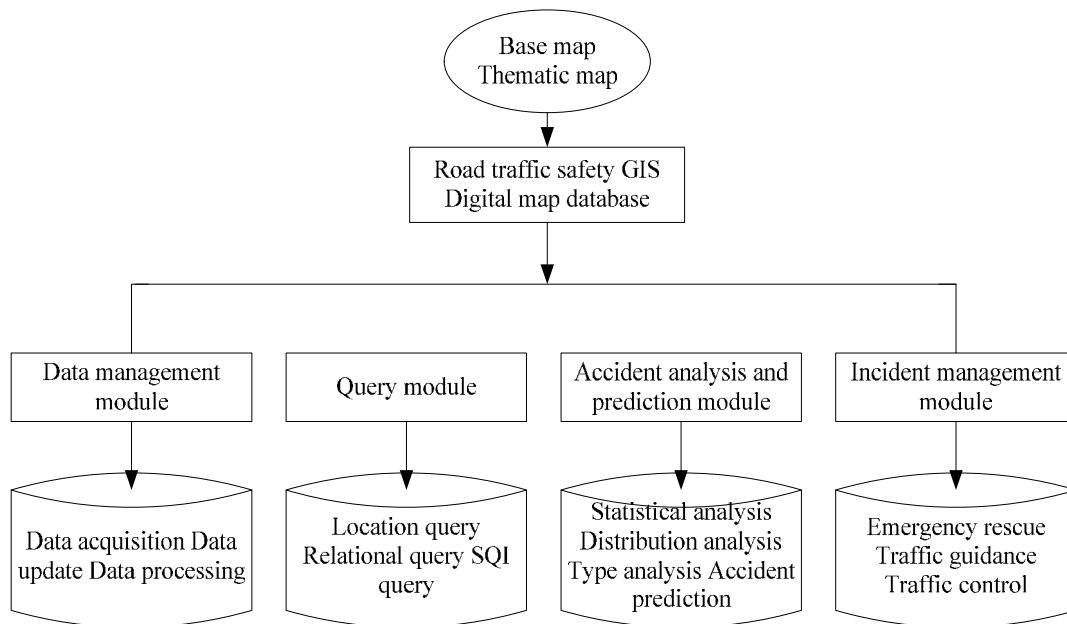 Base map
Thematic map
Road traffic safety GIS
Digital map database
Data management
module
Query module
Accident analysis and
prediction module
Incident management
module
Data acquisition Data
update Data processing
Location query
Relational query SQI
query
Statistical analysis
Distribution analysis
Type analysis Accident
prediction
Emergency rescue
Traffic guidance
Traffic control